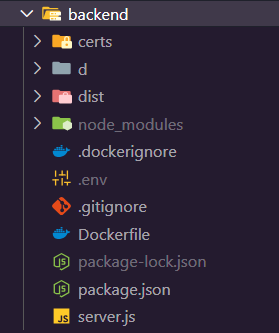 backend
certs
d
dist
node_modules
.dockerignore
.env
.gitignore
Dockerfile
package-lock.json
package.json
server.js